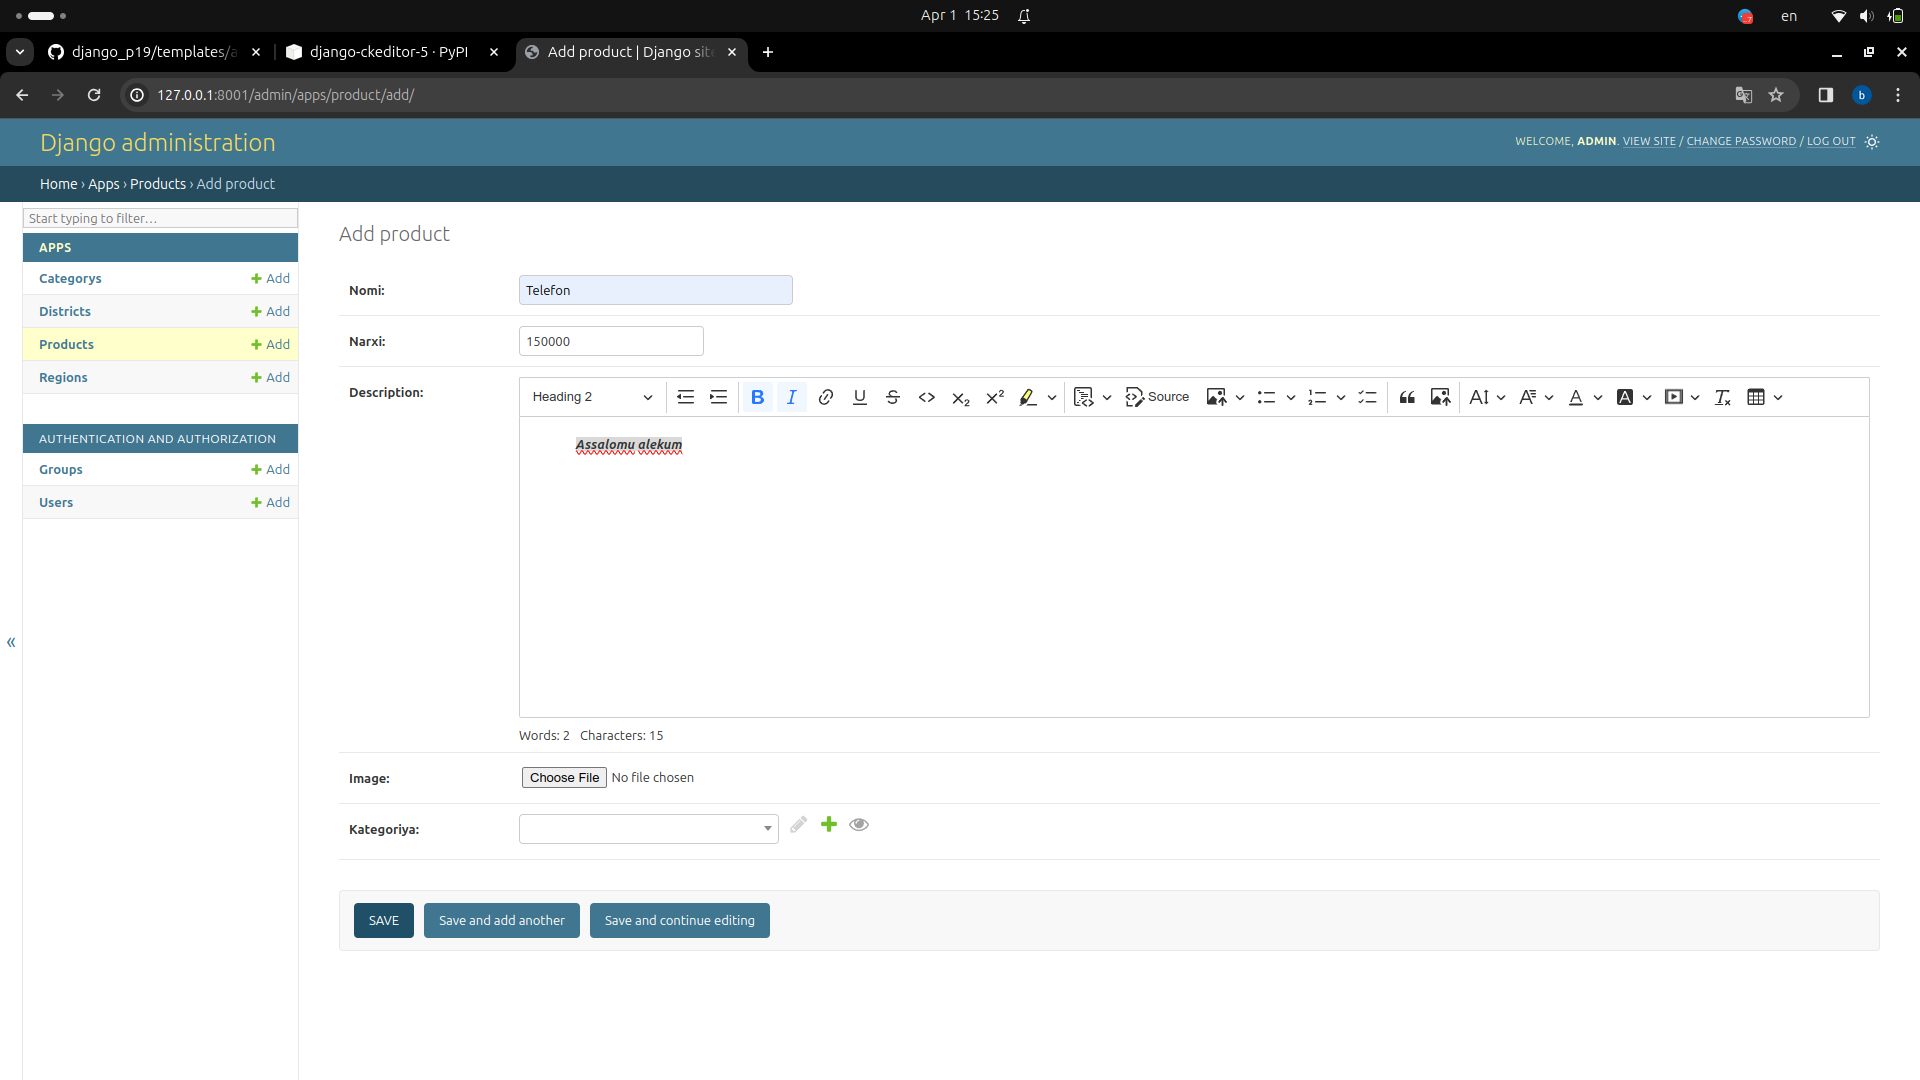 Apr 1 15:25
en
django_p19/templates/a
django-ckeditor-5 · PyPI
Add product | Django site
127.0.0.1:8001/admin/apps/product/add/
b
Django administration
WELCOME, ADMIN. VIEW SITE / CHANGE PASSWORD / LOG OUT
Home › Apps › Products › Add product
Start typing to filter…
APPS
Categorys + Add
Districts + Add
Products + Add
Regions + Add
AUTHENTICATION AND AUTHORIZATION
Groups + Add
Users + Add
«
Add product
Nomi: Telefon
Narxi: 150000
Description:
Heading 2
Source
Assalomu alekum
Words: 2 Characters: 15
Image: Choose File No file chosen
Kategoriya:
SAVE
Save and add another
Save and continue editing